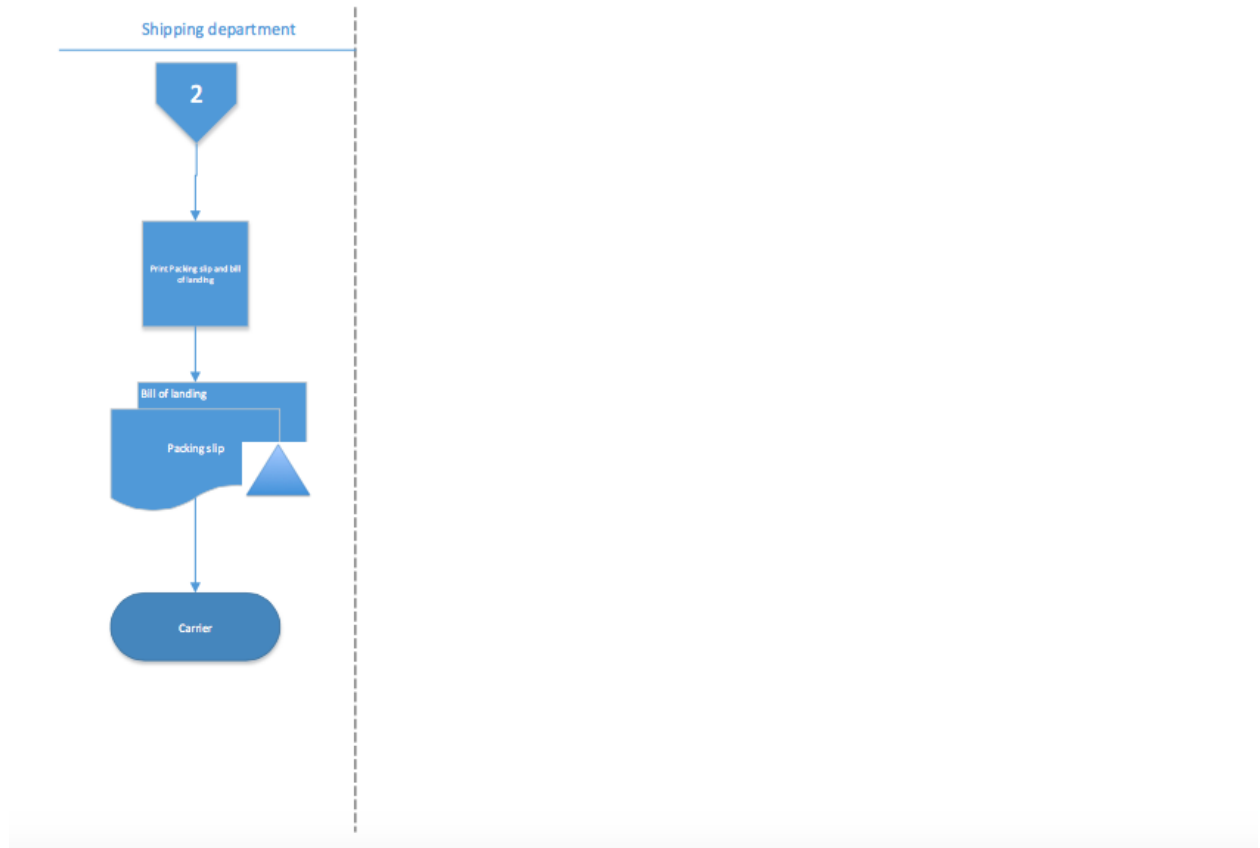 Shipping department
2
Print Packing slip and bill
of landing
Bill of landing
Packing slip
Carrier